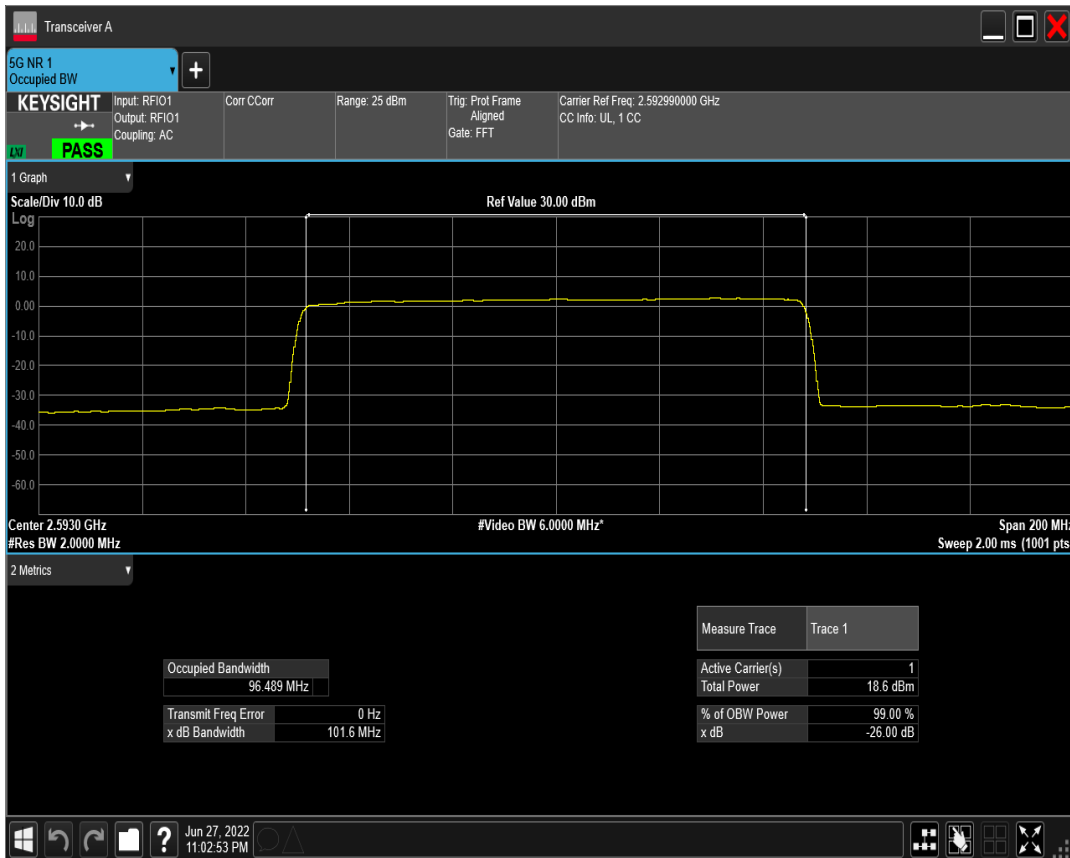 Transceiver A
5G NR 1
Occupied BW
+
KEYSIGHT
LXI
PASS
Input: RFIO1
Output: RFIO1
Coupling: AC
Corr CCorr
Range: 25 dBm
Trig: Prot Frame
Aligned
Gate: FFT
Carrier Ref Freq: 2.592990000 GHz
CC Info: UL, 1 CC
1 Graph
Scale/Div 10.0 dB
Ref Value 30.00 dBm
Log
20.0
10.0
0.00
-10.0
-20.0
-30.0
-40.0
-50.0
-60.0
Center 2.5930 GHz
#Video BW 6.0000 MHz*
Span 200 MHz
#Res BW 2.0000 MHz
Sweep 2.00 ms (1001 pts
2 Metrics
Measure Trace Trace 1
Occupied Bandwidth
96.489 MHz
Active Carrier(s) 1
Total Power 18.6 dBm
Transmit Freq Error 0 Hz
x dB Bandwidth 101.6 MHz
% of OBW Power 99.00 %
x dB -26.00 dB
?
Jun 27, 2022
11:02:53 PM